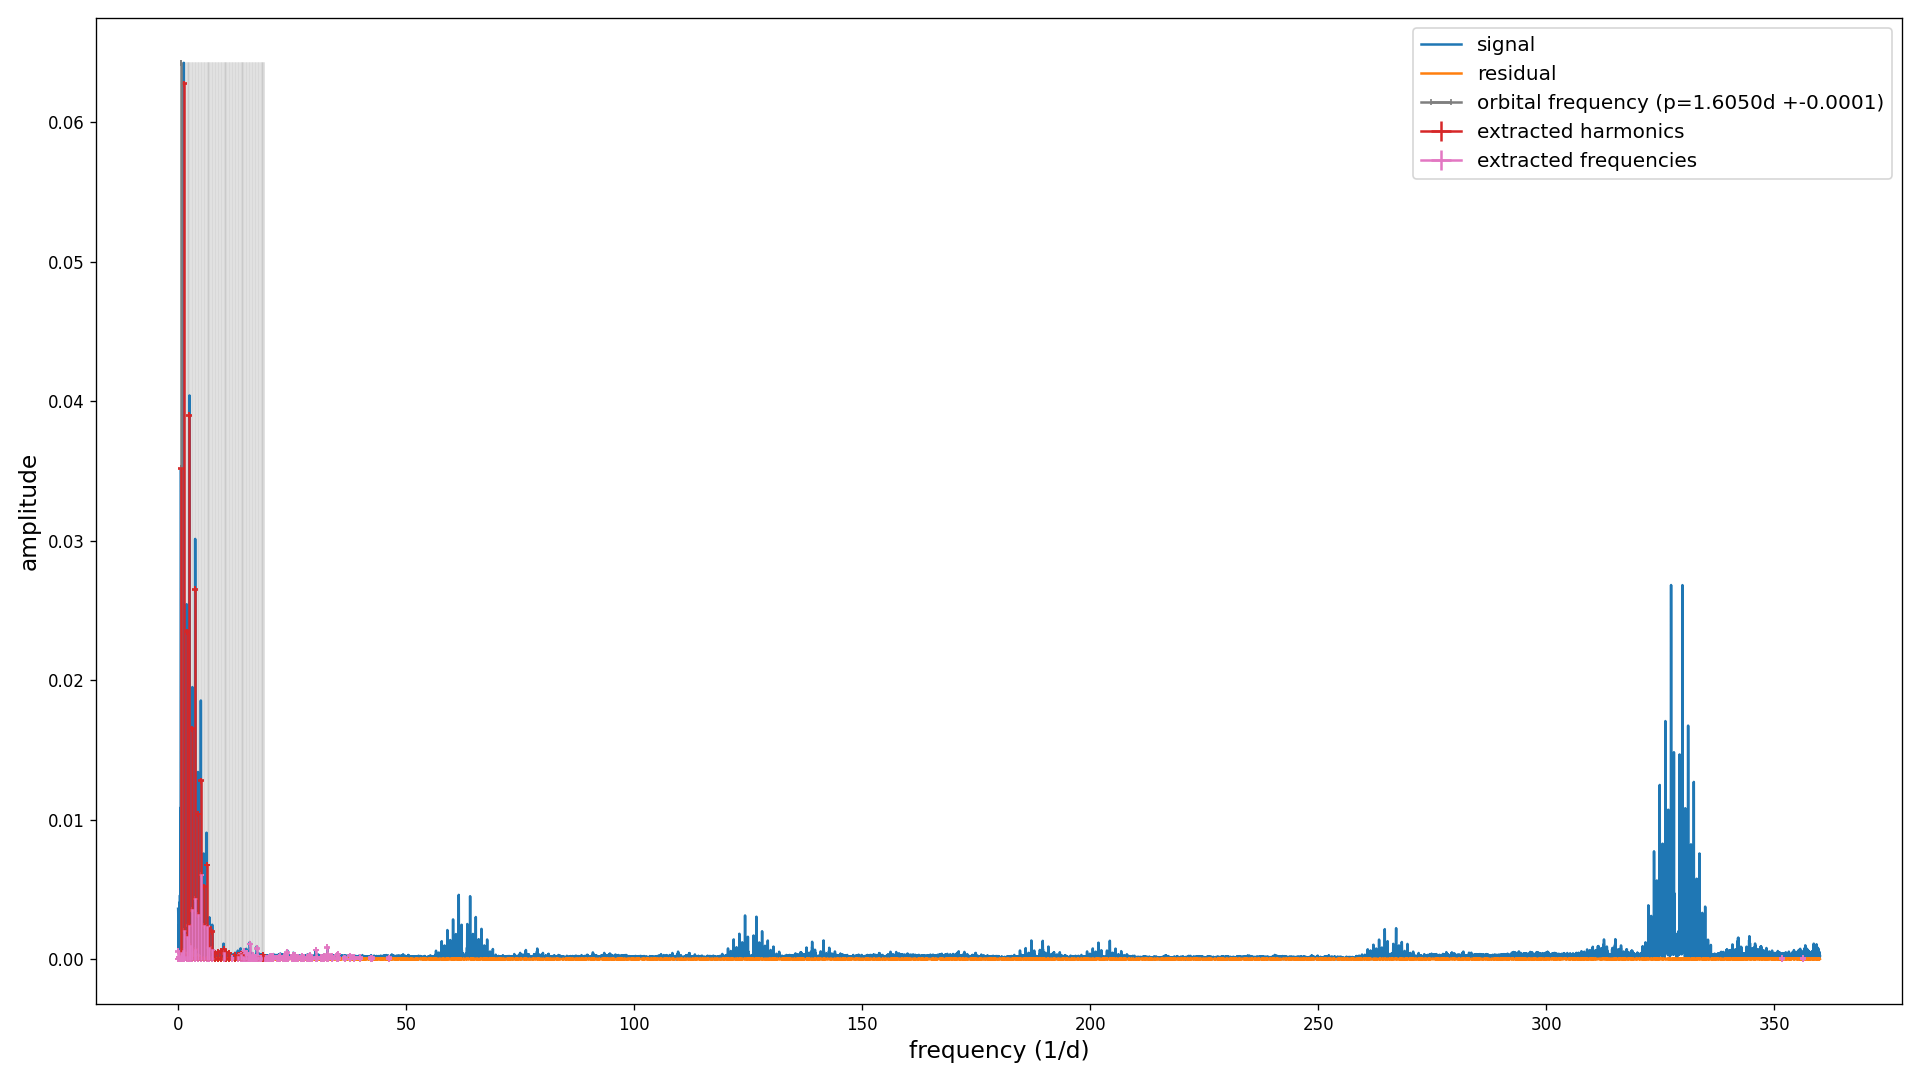 signal
residual
orbital frequency (p=1.6050d +-0.0001)
extracted harmonics
extracted frequencies
amplitude
0.06
0.05
0.04
0.03
0.02
0.01
0.00
0 50 100 150 200 250 300 350
frequency (1/d)